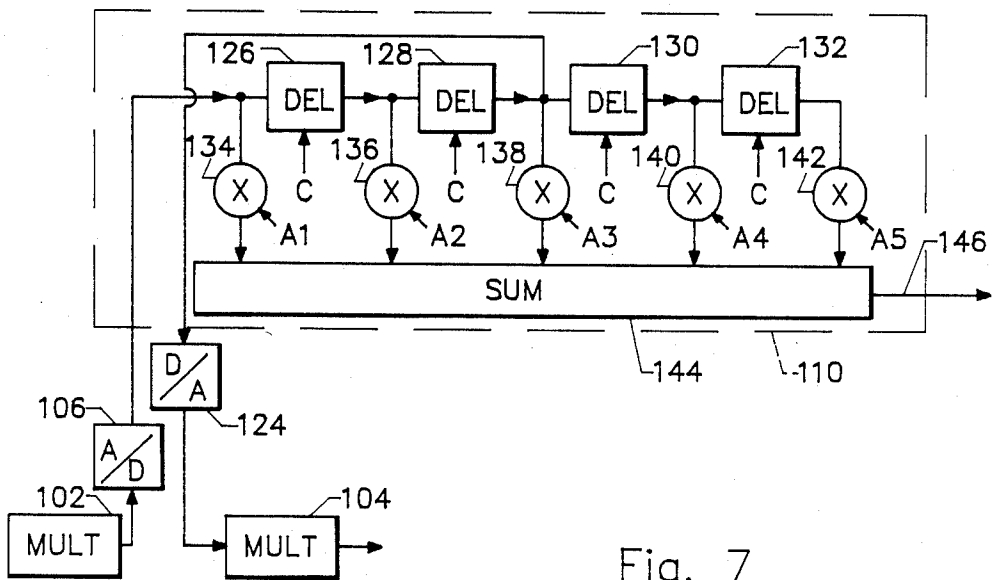 126 128 130 132
DEL DEL DEL DEL
134 136 138 140 142
C C C C
X X X X X
A1 A2 A3 A4 A5
146
SUM
144 110
D/A
124
106
A/D
102 104
MULT MULT
Fig. 7